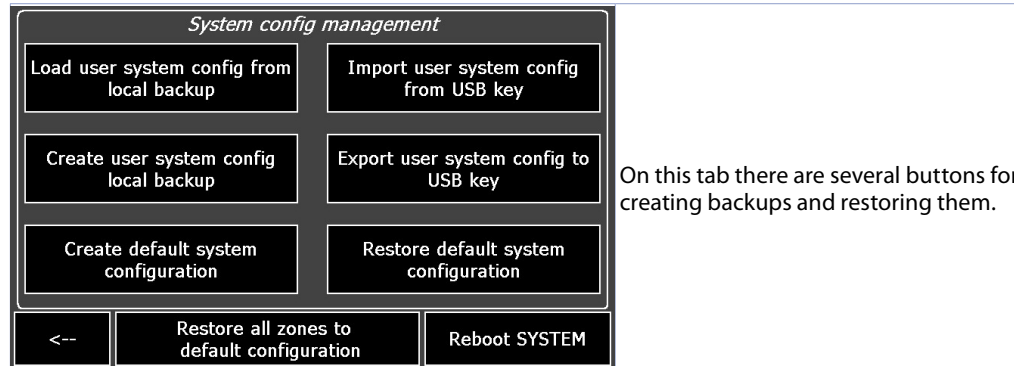 System config management
Load user system config from
local backup
Import user system config
from USB key
Create user system config
local backup
Export user system config to
USB key
Create default system
configuration
Restore default system
configuration
<--
Restore all zones to
default configuration
Reboot SYSTEM
On this tab there are several buttons for
creating backups and restoring them.